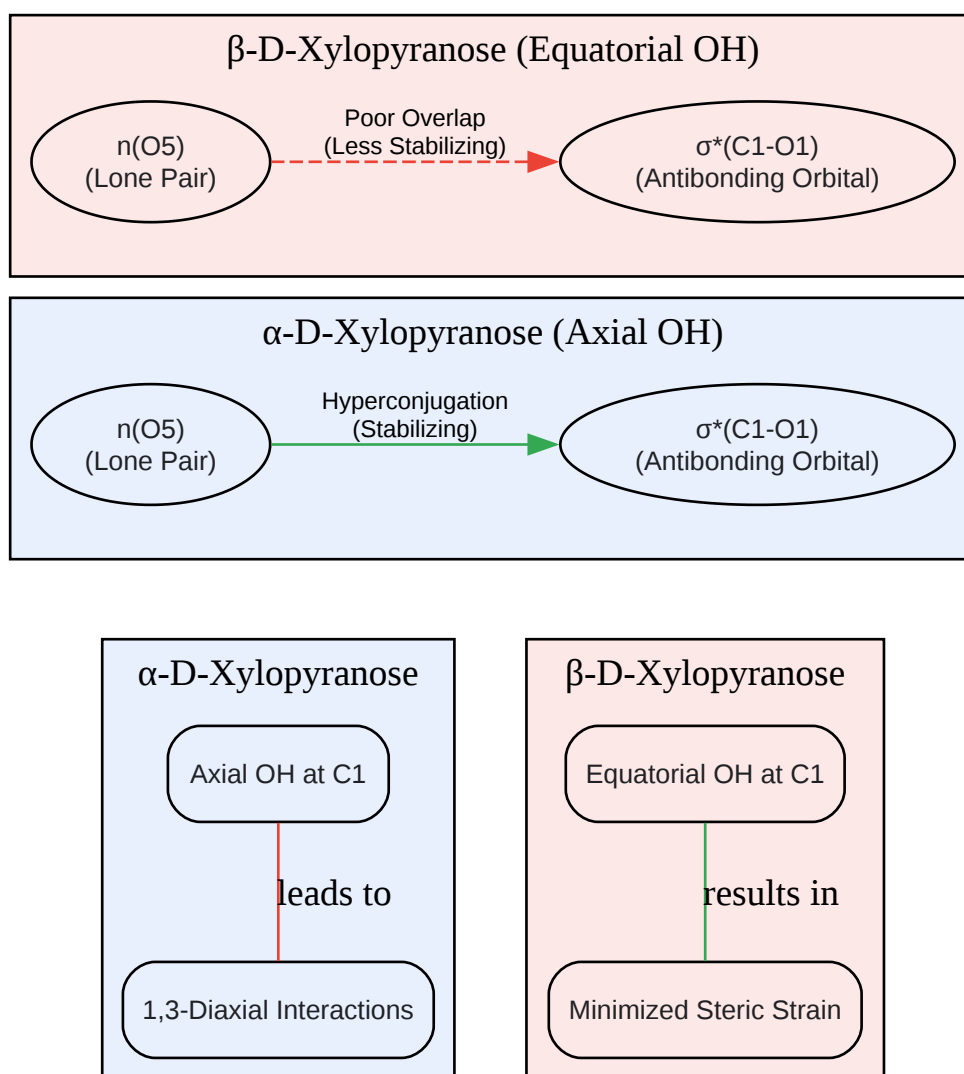 β-D-Xylopyranose (Equatorial OH)
n(O5)
(Lone Pair)
Poor Overlap
(Less Stabilizing)
σ*(C1-O1)
(Antibonding Orbital)
α-D-Xylopyranose (Axial OH)
n(O5)
(Lone Pair)
Hyperconjugation
(Stabilizing)
σ*(C1-O1)
(Antibonding Orbital)
α-D-Xylopyranose
Axial OH at C1
leads to
1,3-Diaxial Interactions
β-D-Xylopyranose
Equatorial OH at C1
results in
Minimized Steric Strain